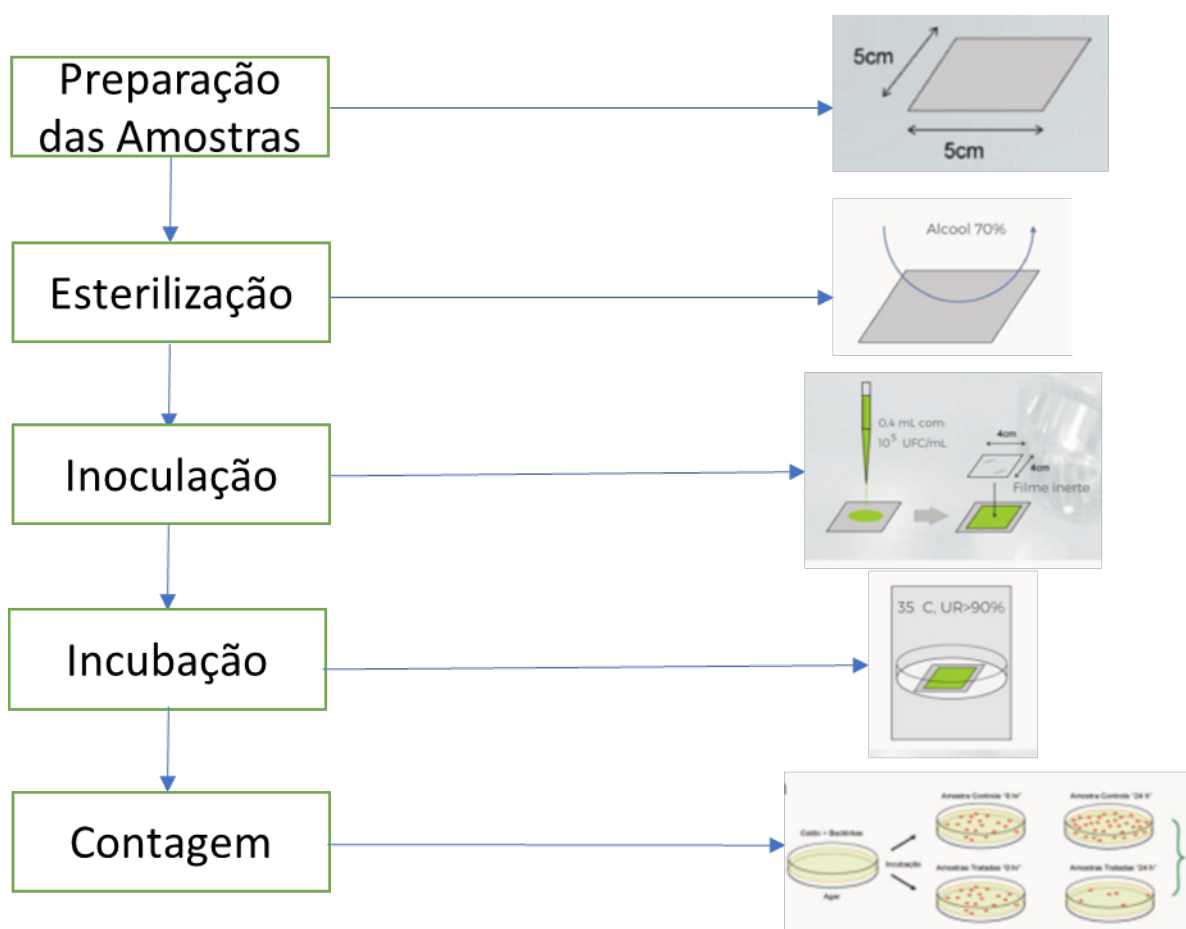 Preparação
das Amostras
5cm
5cm
Esterilização
Alcool 70%
Inoculação
0,4 mL com:
10⁵ UFC/mL
4cm
4cm
Filme inerte
Incubação
35 C, UR>90%
Contagem
Amostra Controle "0 hr"
Amostra Controle "24 h"
Caldo + Bactérias
Incubação
Amostras Tratadas "0 hr"
Amostras Tratadas "24 h"
Agar